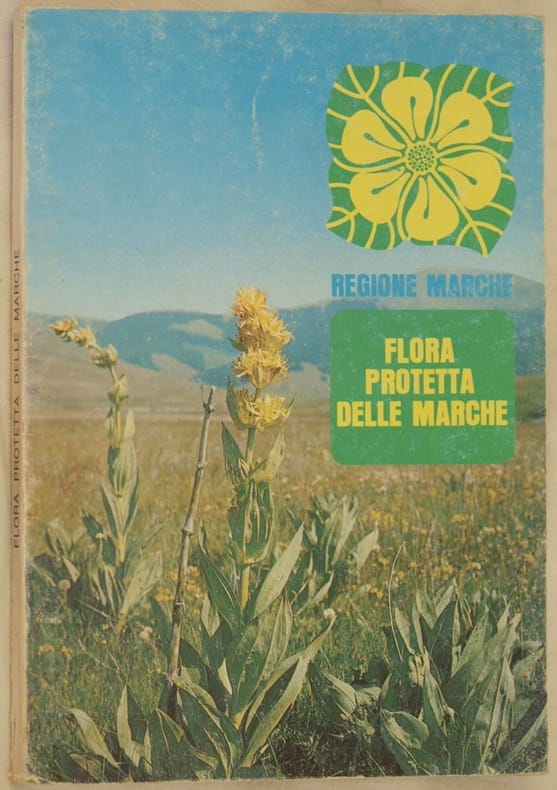 REGIONE MARCHE
FLORA
PROTETTA
DELLE MARCHE
FLORA PROTETTA DELLE MARCHE